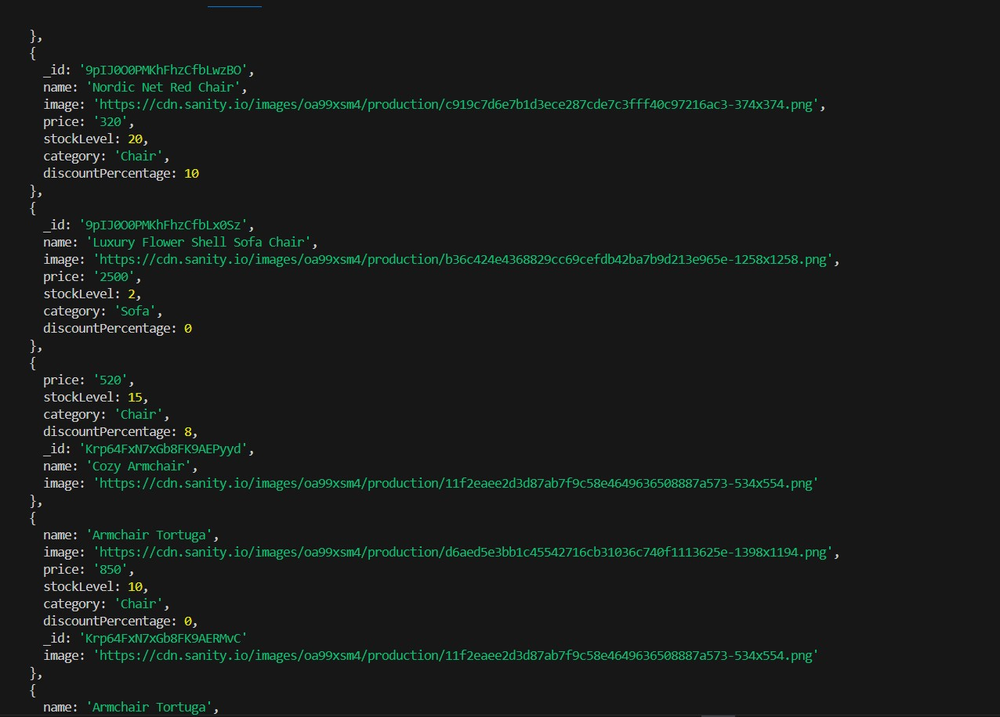 },
{
_id: '9pIJ0O0PMKhFhzCfbLwzBO',
name: 'Nordic Net Red Chair',
image: 'https://cdn.sanity.io/images/oa99xsm4/production/c919c7d6e7b1d3ece287cde7c3fff40c97216ac3-374x374.png',
price: '320',
stockLevel: 20,
category: 'Chair',
discountPercentage: 10
},
{
_id: '9pIJ0O0PMKhFhzCfbLx0Sz',
name: 'Luxury Flower Shell Sofa Chair',
image: 'https://cdn.sanity.io/images/oa99xsm4/production/b36c424e4368829cc69cefdb42ba7b9d213e965e-1258x1258.png',
price: '2500',
stockLevel: 2,
category: 'Sofa',
discountPercentage: 0
},
{
price: '520',
stockLevel: 15,
category: 'Chair',
discountPercentage: 8,
_id: 'Krp64FxN7xGb8FK9AEPyyd',
name: 'Cozy Armchair',
image: 'https://cdn.sanity.io/images/oa99xsm4/production/11f2eaee2d3d87ab7f9c58e4649636508887a573-534x554.png'
},
{
name: 'Armchair Tortuga',
image: 'https://cdn.sanity.io/images/oa99xsm4/production/d6aed5e3bb1c45542716cb31036c740f1113625e-1398x1194.png',
price: '850',
stockLevel: 10,
category: 'Chair',
discountPercentage: 0,
_id: 'Krp64FxN7xGb8FK9AERMvC'
image: 'https://cdn.sanity.io/images/oa99xsm4/production/11f2eaee2d3d87ab7f9c58e4649636508887a573-534x554.png'
},
{
name: 'Armchair Tortuga',